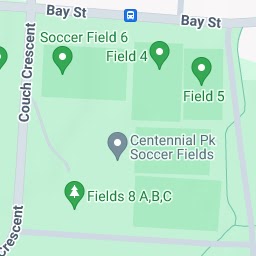 Bay St
Bay St
Soccer Field 6
Field 4
Field 5
Couch Crescent
Centennial Pk
Soccer Fields
Fields 8 A,B,C
Crescent